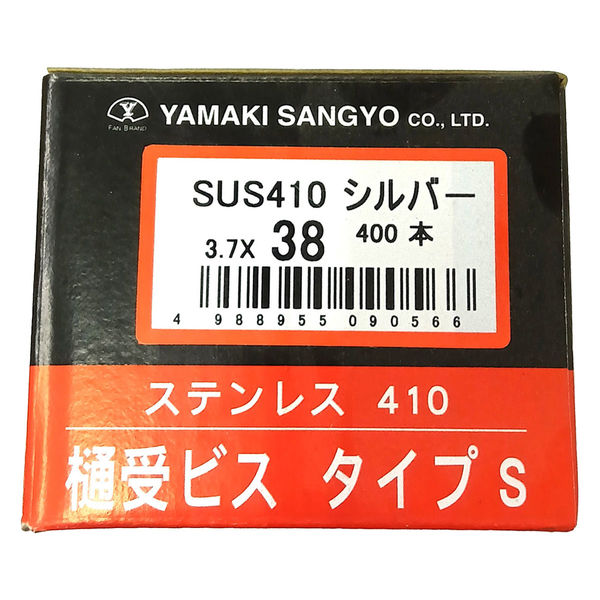 YAMAKI SANGYO CO., LTD.
FAN BRAND
SUS410 シルバー
3.7X 38 400 本
4 988955 090566
ステンレス 410
樋受ビス タイプ S